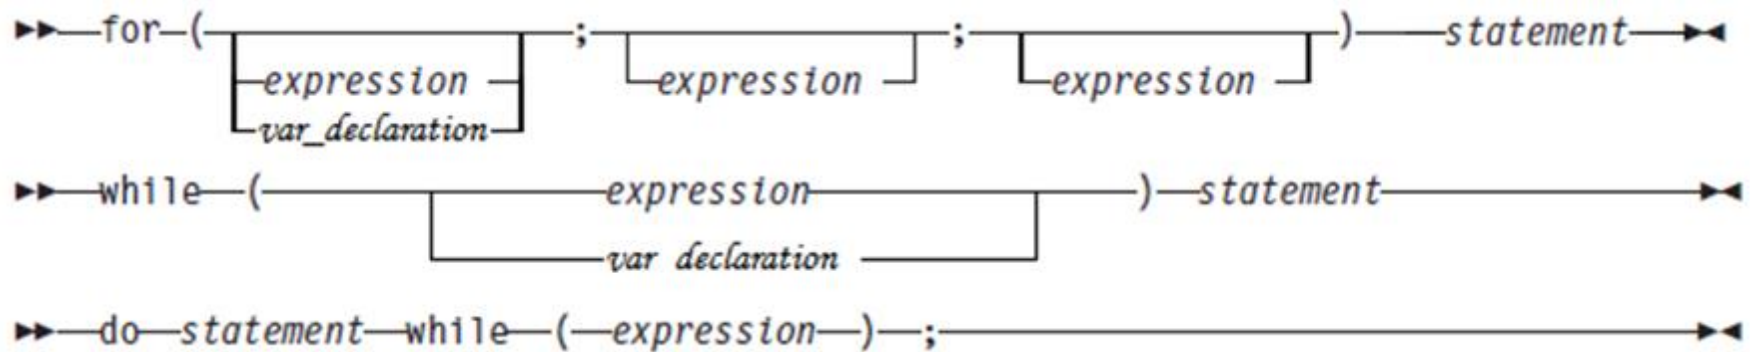 for ( ; ; ) statement
expression expression expression
var_declaration
while ( expression ) statement
var declaration
do statement while ( expression ) ;